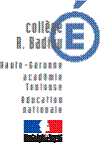 collège
R. Badiou
Haute-Garonne
académie
Toulouse
éducation
nationale